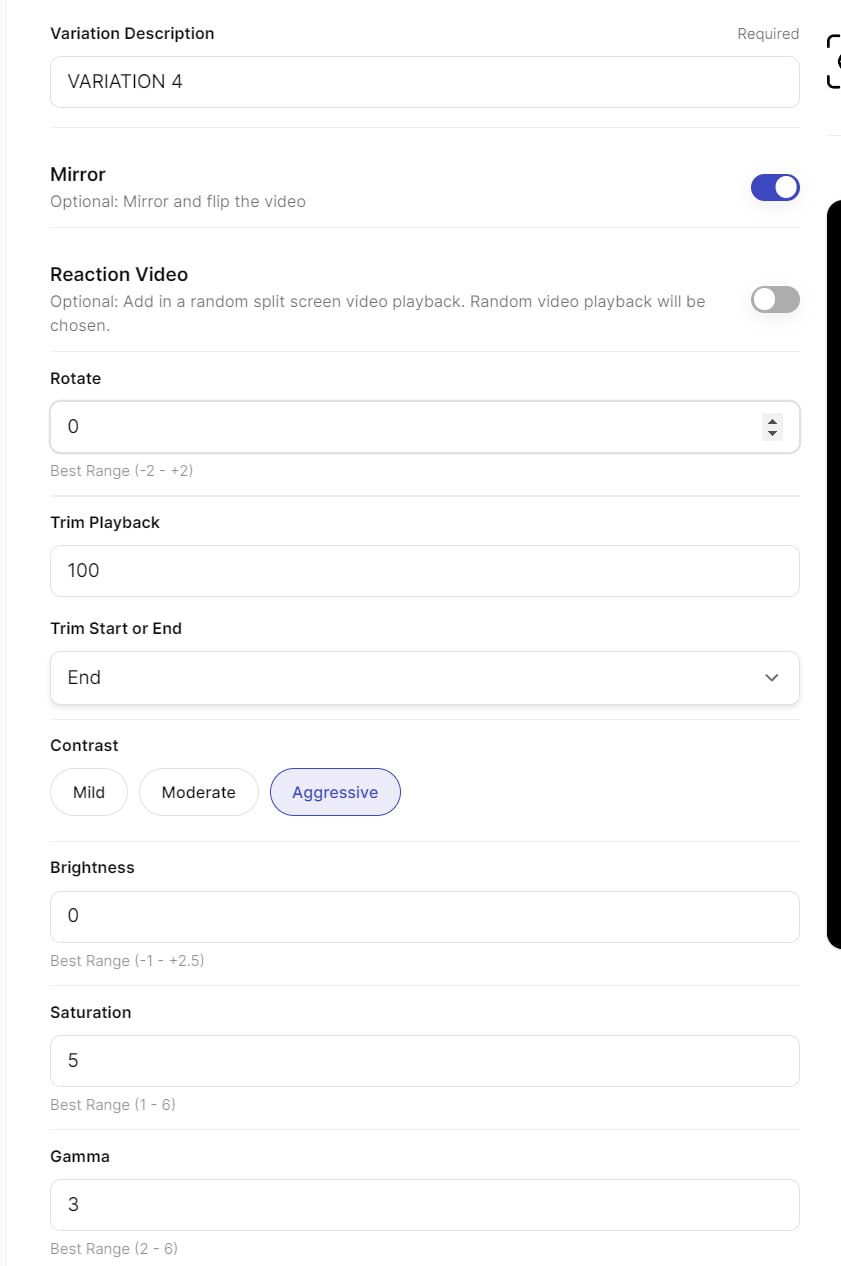 Variation Description
Required
VARIATION 4
Mirror
Optional: Mirror and flip the video
Reaction Video
Optional: Add in a random split screen video playback. Random video playback will be
chosen.
Rotate
0
Best Range (-2 - +2)
Trim Playback
100
Trim Start or End
End
Contrast
Mild
Moderate
Aggressive
Brightness
0
Best Range (-1 - +2.5)
Saturation
5
Best Range (1 - 6)
Gamma
3
Best Range (2 - 6)